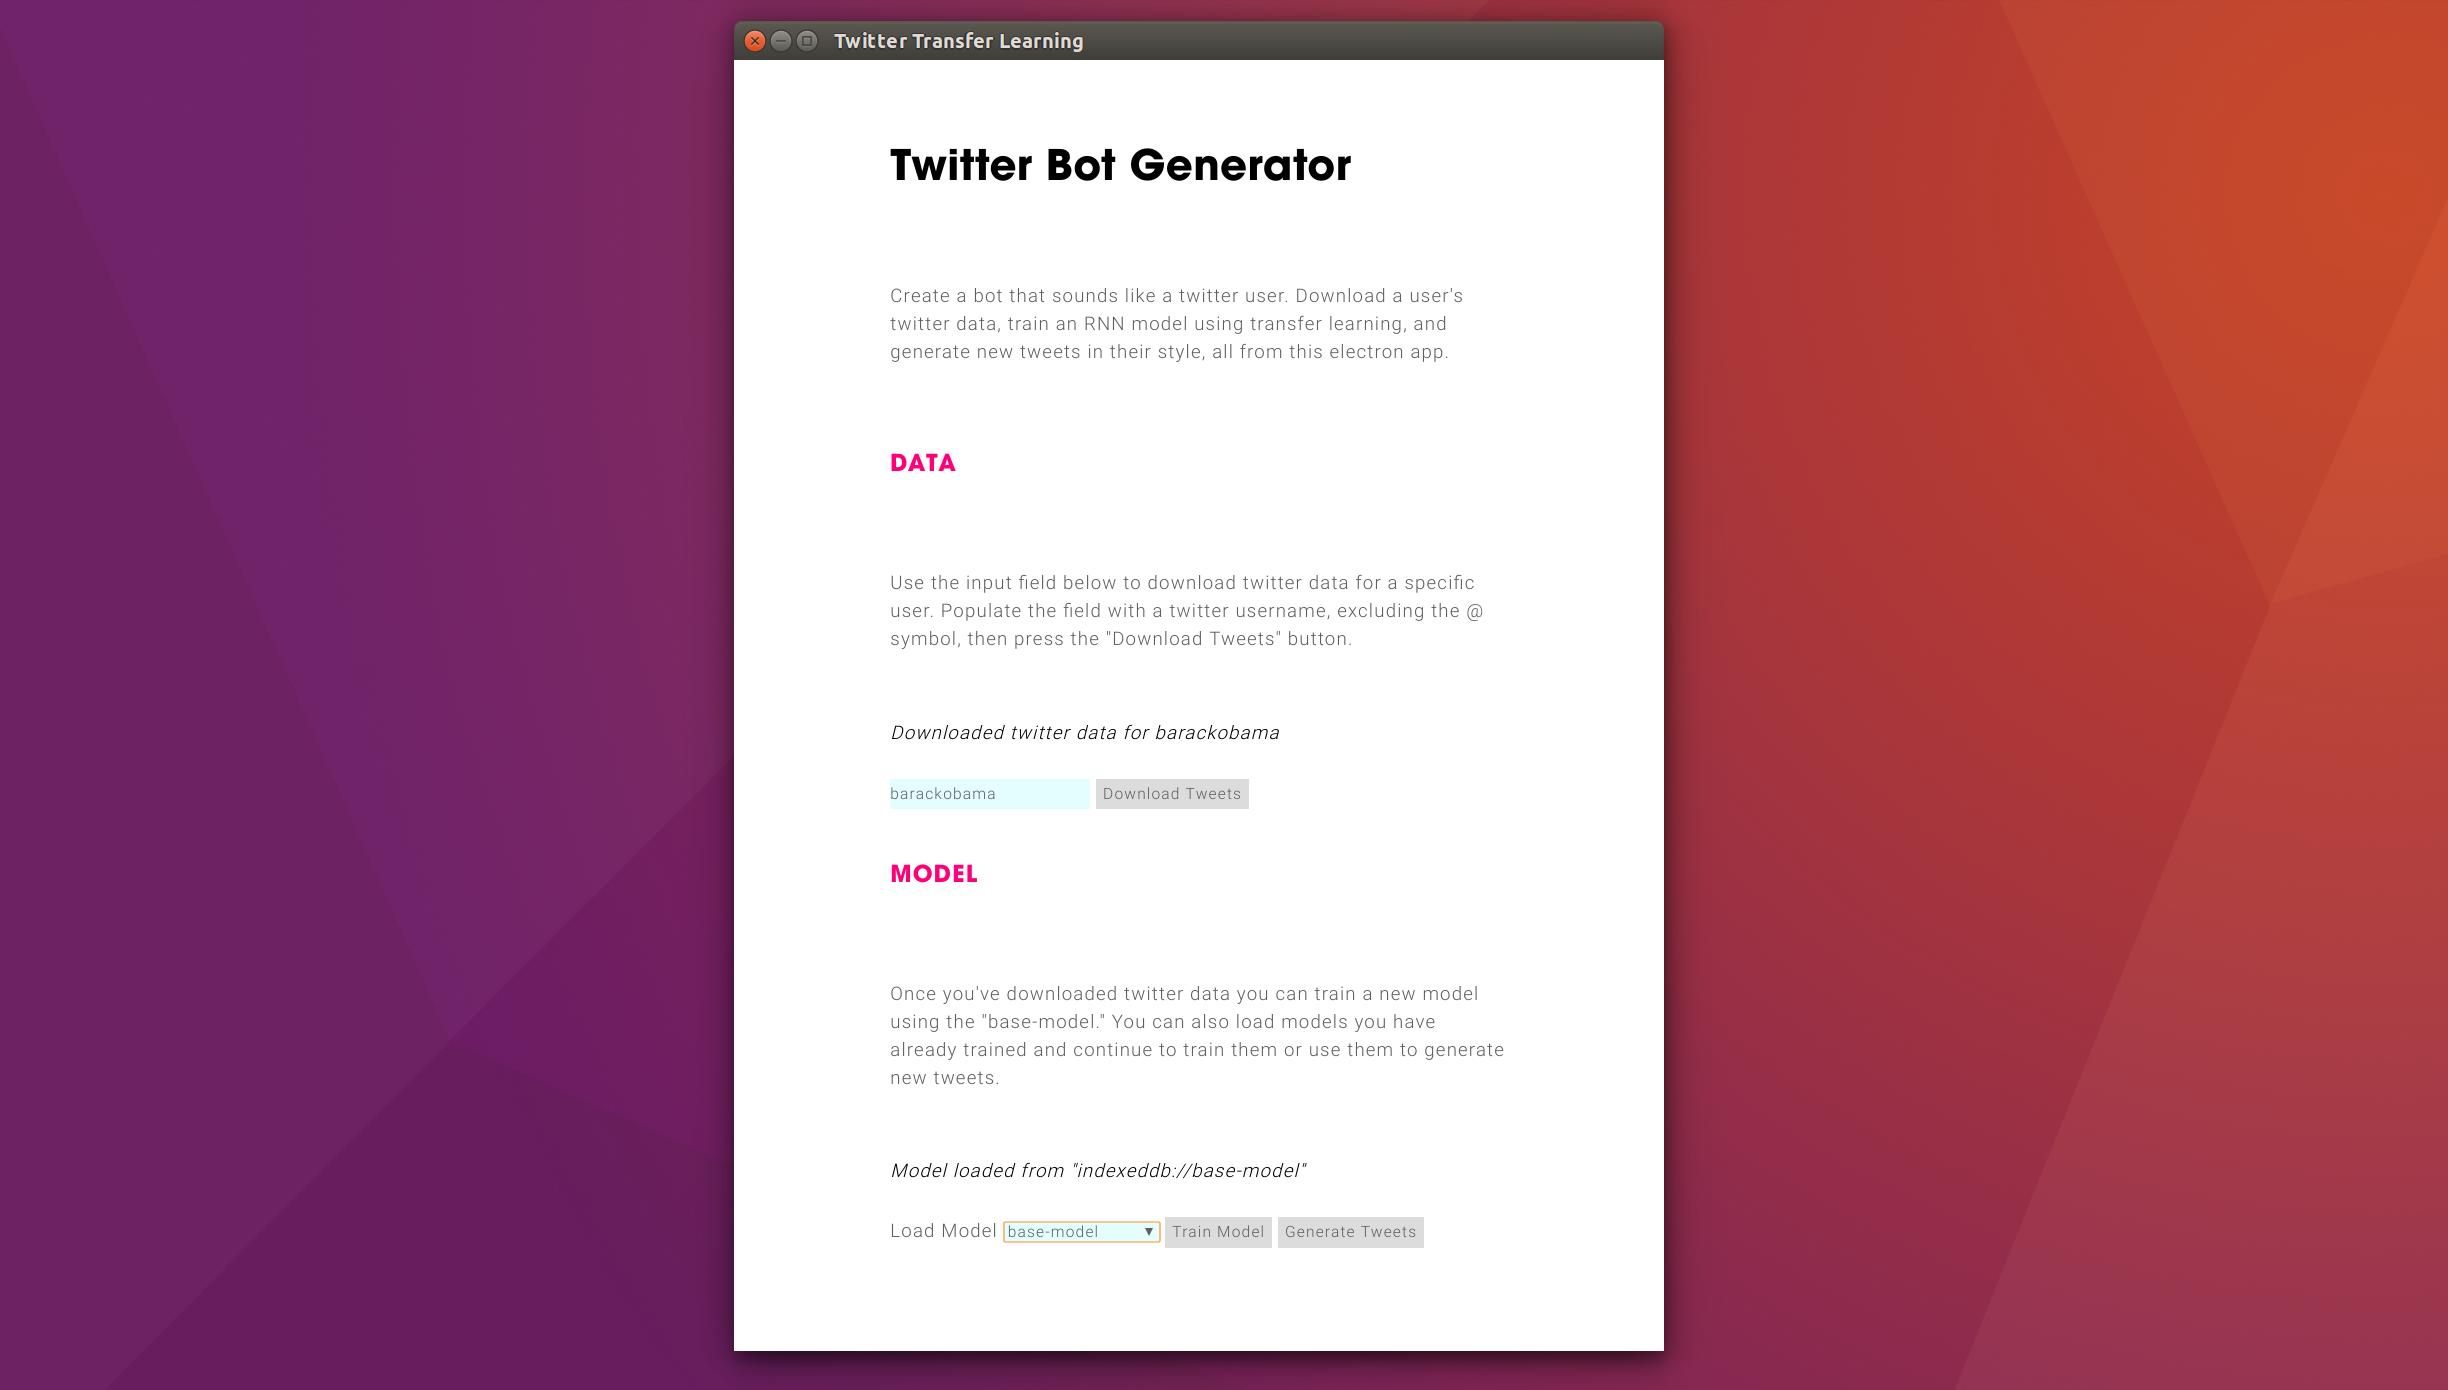 Twitter Transfer Learning
Twitter Bot Generator
Create a bot that sounds like a twitter user. Download a user's
twitter data, train an RNN model using transfer learning, and
generate new tweets in their style, all from this electron app.
DATA
Use the input field below to download twitter data for a specific
user. Populate the field with a twitter username, excluding the @
symbol, then press the "Download Tweets" button.
Downloaded twitter data for barackobama
barackobama Download Tweets
MODEL
Once you've downloaded twitter data you can train a new model
using the "base-model." You can also load models you have
already trained and continue to train them or use them to generate
new tweets.
Model loaded from "indexeddb://base-model"
Load Model base-model Train Model Generate Tweets